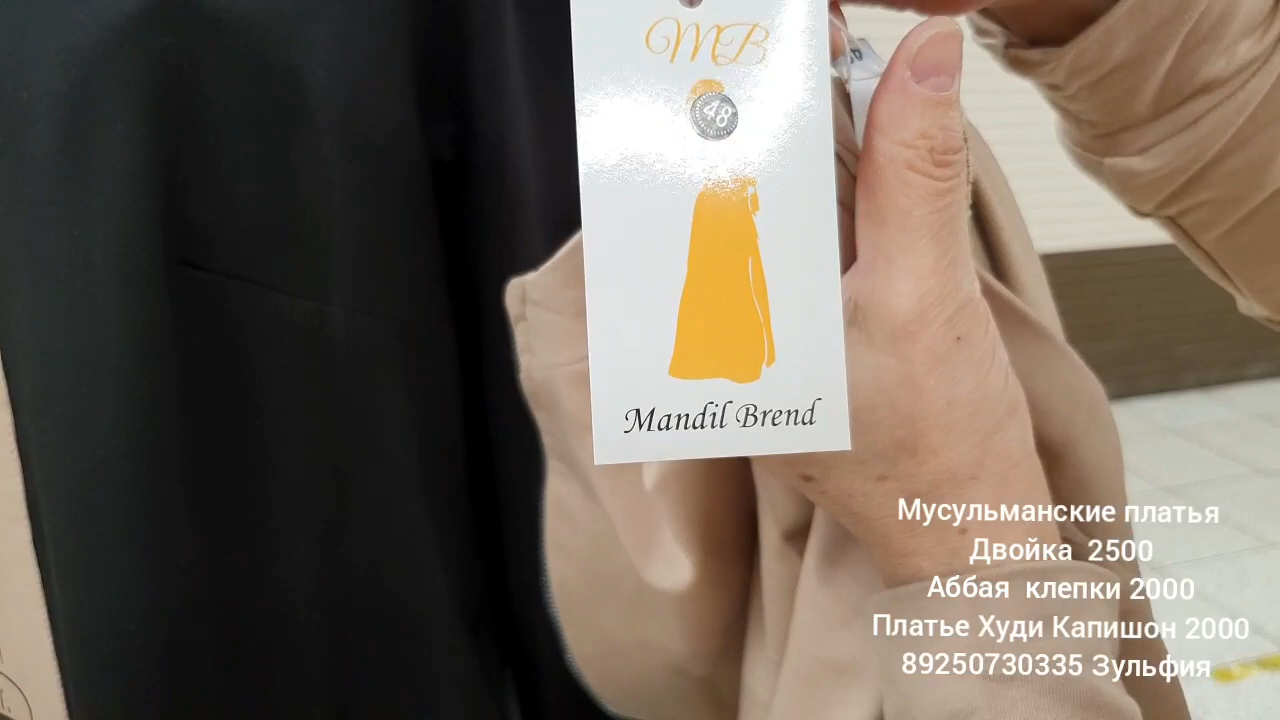 MB
48
Mandil Brend
Мусульманские платья
Двойка 2500
Аббая клепки 2000
Платье Худи Капишон 2000
89250730335 Зульфия